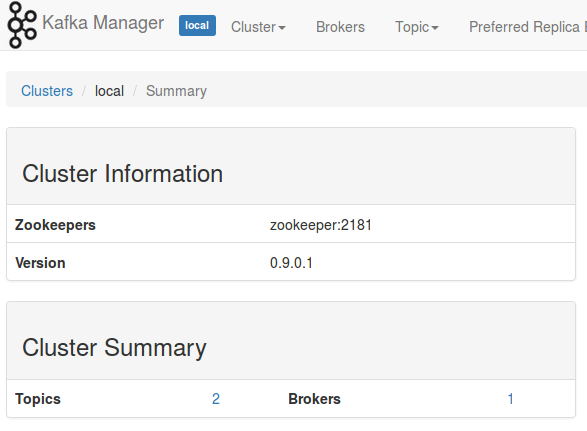 Kafka Manager local Cluster Brokers Topic Preferred Replica
Clusters / local / Summary
Cluster Information
Zookeepers zookeeper:2181
Version 0.9.0.1
Cluster Summary
Topics 2 Brokers 1